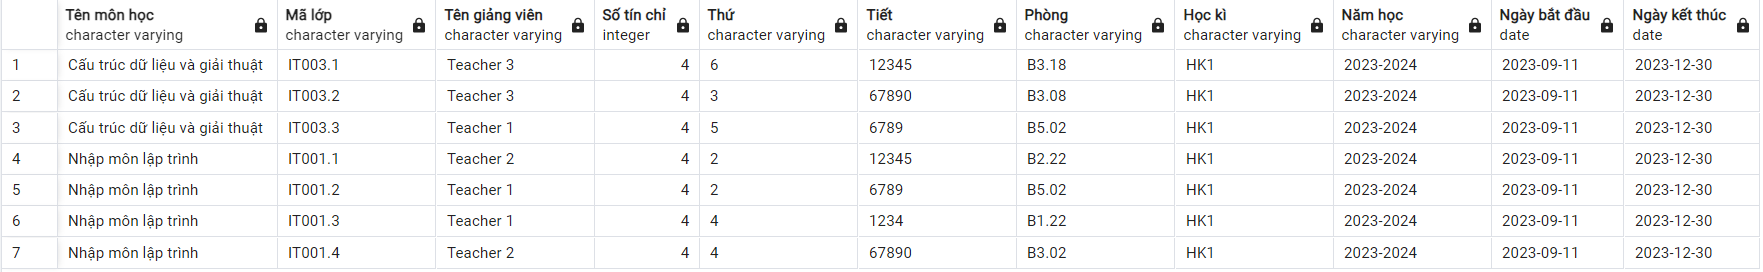 Tên môn học Mã lớp Tên giảng viên Số tín chỉ Thứ Tiết Phòng Học kì Năm học Ngày bắt đầu Ngày kết thúc
character varying character varying character varying integer character varying character varying character varying character varying character varying date date
1 Cấu trúc dữ liệu và giải thuật IT003.1 Teacher 3 4 6 12345 B3.18 HK1 2023-2024 2023-09-11 2023-12-30
2 Cấu trúc dữ liệu và giải thuật IT003.2 Teacher 3 4 3 67890 B3.08 HK1 2023-2024 2023-09-11 2023-12-30
3 Cấu trúc dữ liệu và giải thuật IT003.3 Teacher 1 4 5 6789 B5.02 HK1 2023-2024 2023-09-11 2023-12-30
4 Nhập môn lập trình IT001.1 Teacher 2 4 2 12345 B2.22 HK1 2023-2024 2023-09-11 2023-12-30
5 Nhập môn lập trình IT001.2 Teacher 1 4 2 6789 B5.02 HK1 2023-2024 2023-09-11 2023-12-30
6 Nhập môn lập trình IT001.3 Teacher 1 4 4 1234 B1.22 HK1 2023-2024 2023-09-11 2023-12-30
7 Nhập môn lập trình IT001.4 Teacher 2 4 4 67890 B3.02 HK1 2023-2024 2023-09-11 2023-12-30